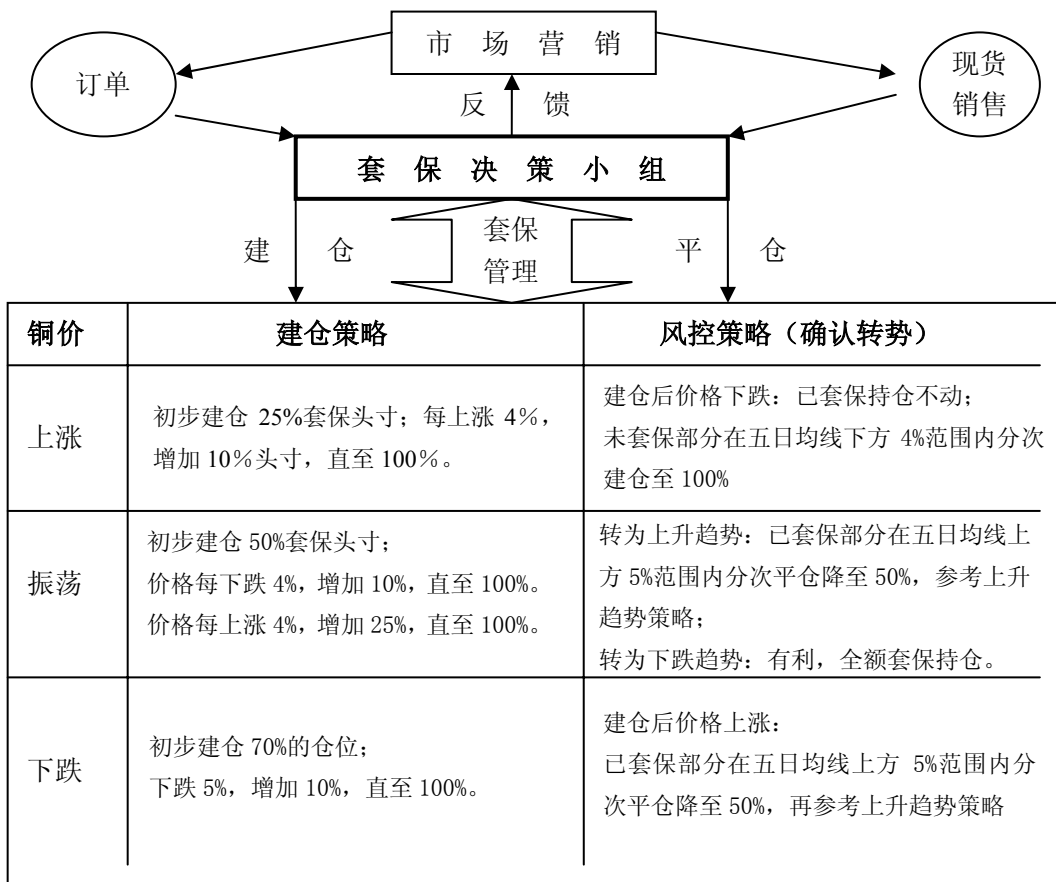 市 场 营 销
订单
现货
销售
反 馈
套 保 决 策 小 组
建 仓
套保
管理
平 仓
铜价
建仓策略
风控策略（确认转势）
上涨
初步建仓 25%套保头寸；每上涨 4％，
增加 10％头寸，直至 100％。
建仓后价格下跌：已套保持仓不动；
未套保部分在五日均线下方 4%范围内分次
建仓至 100%
振荡
初步建仓 50%套保头寸；
价格每下跌 4%，增加 10%，直至 100%。
价格每上涨 4%，增加 25%，直至 100%。
转为上升趋势：已套保部分在五日均线上
方 5%范围内分次平仓降至 50%，参考上升
趋势策略；
转为下跌趋势：有利，全额套保持仓。
下跌
初步建仓 70%的仓位；
下跌 5%，增加 10%，直至 100%。
建仓后价格上涨：
已套保部分在五日均线上方 5%范围内分
次平仓降至 50%，再参考上升趋势策略